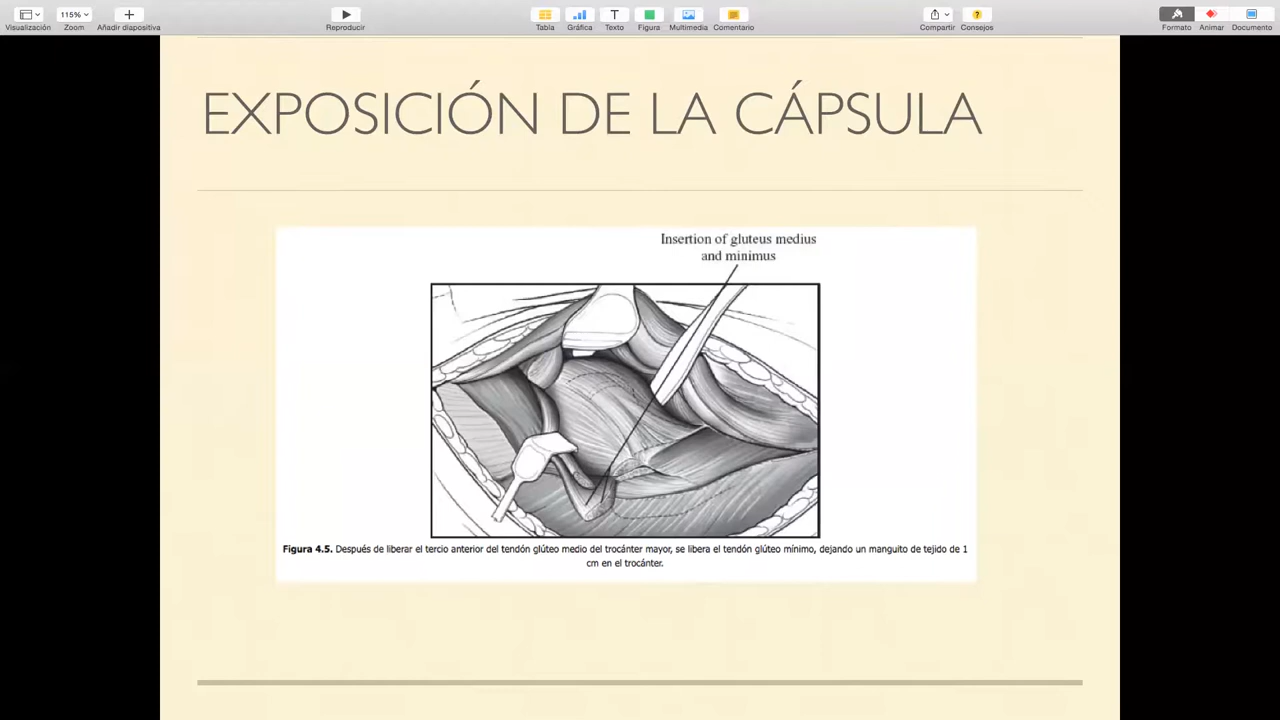 115%
Visualización Zoom Añadir diapositiva Reproducir Tabla Gráfica Texto Figura Multimedia Comentario Compartir Consejos Formato Animar Documento
EXPOSICIÓN DE LA CÁPSULA
Insertion of gluteus medius
and minimus
Figura 4.5. Después de liberar el tercio anterior del tendón glúteo medio del trocánter mayor, se libera el tendón glúteo mínimo, dejando un manguito de tejido de 1
cm en el trocánter.